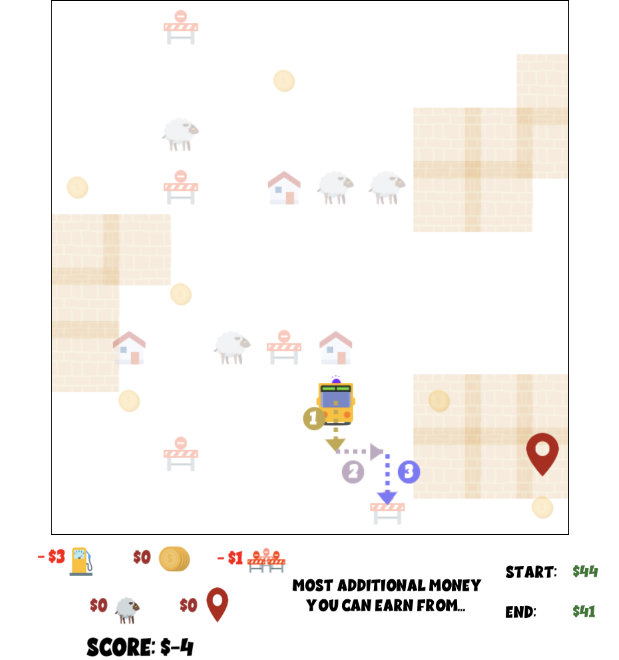 1
2
3
- $3
$0
- $1
$0
$0
SCORE: $-4
MOST ADDITIONAL MONEY
YOU CAN EARN FROM...
START: $44
END: $41